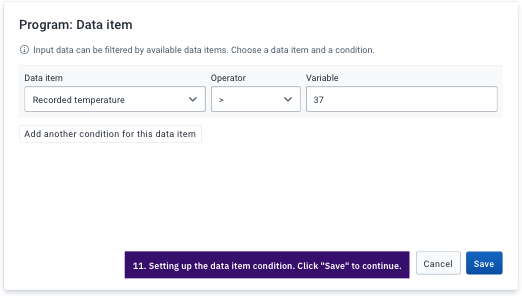 Program: Data item
Input data can be filtered by available data items. Choose a data item and a condition.
Data item
Operator
Variable
Recorded temperature
>
37
Add another condition for this data item
11. Setting up the data item condition. Click "Save" to continue.
Cancel
Save